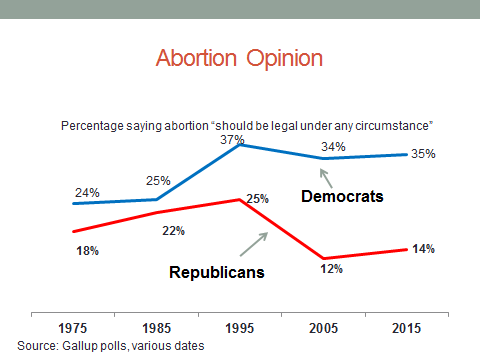 Abortion Opinion
Percentage saying abortion “should be legal under any circumstance”
37%
34%
35%
24%
25%
Democrats
25%
18%
22%
Republicans
12%
14%
1975 1985 1995 2005 2015
Source: Gallup polls, various dates